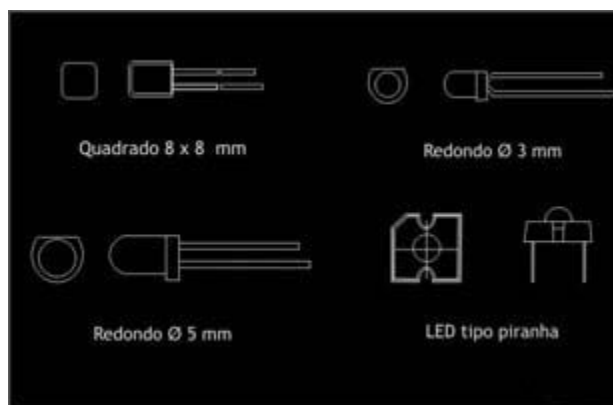 Quadrado 8 x 8 mm
Redondo Ø 3 mm
Redondo Ø 5 mm
LED tipo piranha